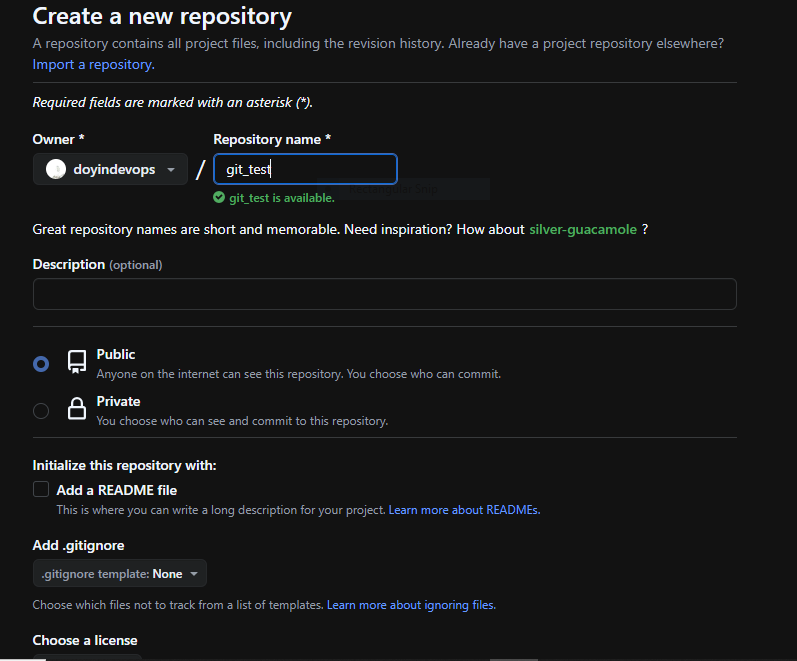 Create a new repository
A repository contains all project files, including the revision history. Already have a project repository elsewhere?
Import a repository.
Required fields are marked with an asterisk (*).
Owner *
Repository name *
doyindevops
/
git_test
git_test is available.
Great repository names are short and memorable. Need inspiration? How about silver-guacamole ?
Description (optional)
Public
Anyone on the internet can see this repository. You choose who can commit.
Private
You choose who can see and commit to this repository.
Initialize this repository with:
Add a README file
This is where you can write a long description for your project. Learn more about READMEs.
Add .gitignore
.gitignore template: None
Choose which files not to track from a list of templates. Learn more about ignoring files.
Choose a license